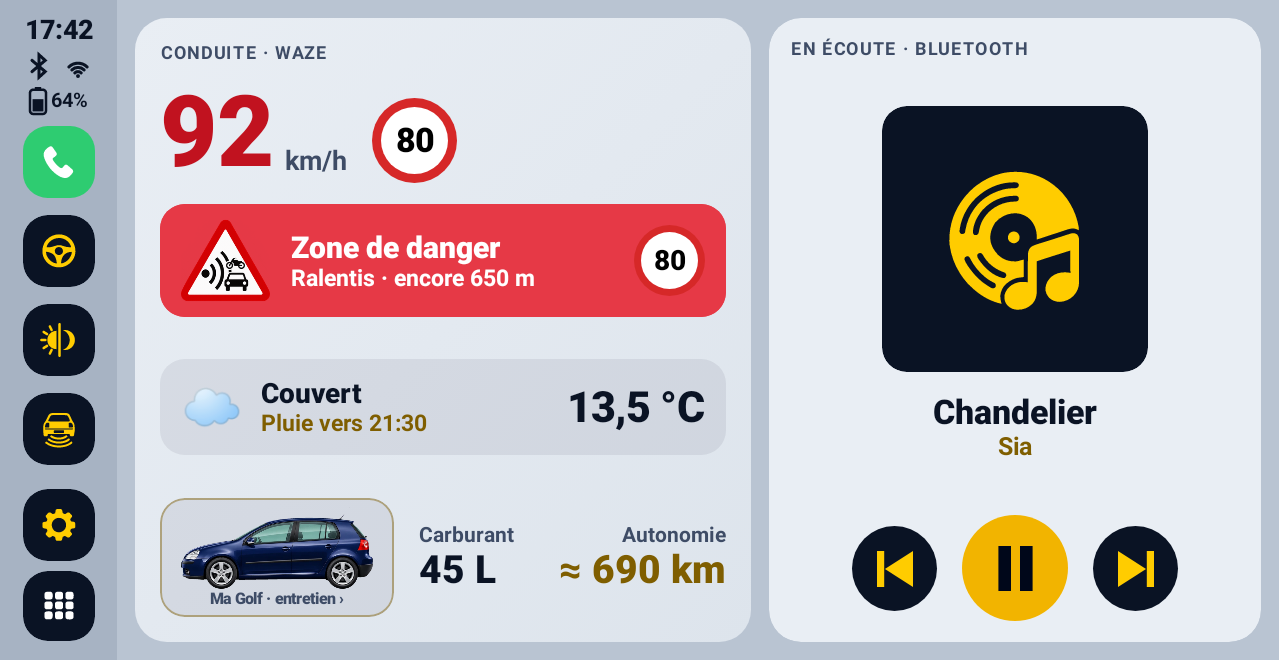 17:42
64%
CONDUITE · WAZE
92 km/h
80
Zone de danger
Ralentis · encore 650 m
80
Couvert
Pluie vers 21:30
13,5 °C
Ma Golf · entretien ›
Carburant
45 L
Autonomie
≈ 690 km
EN ÉCOUTE · BLUETOOTH
Chandelier
Sia